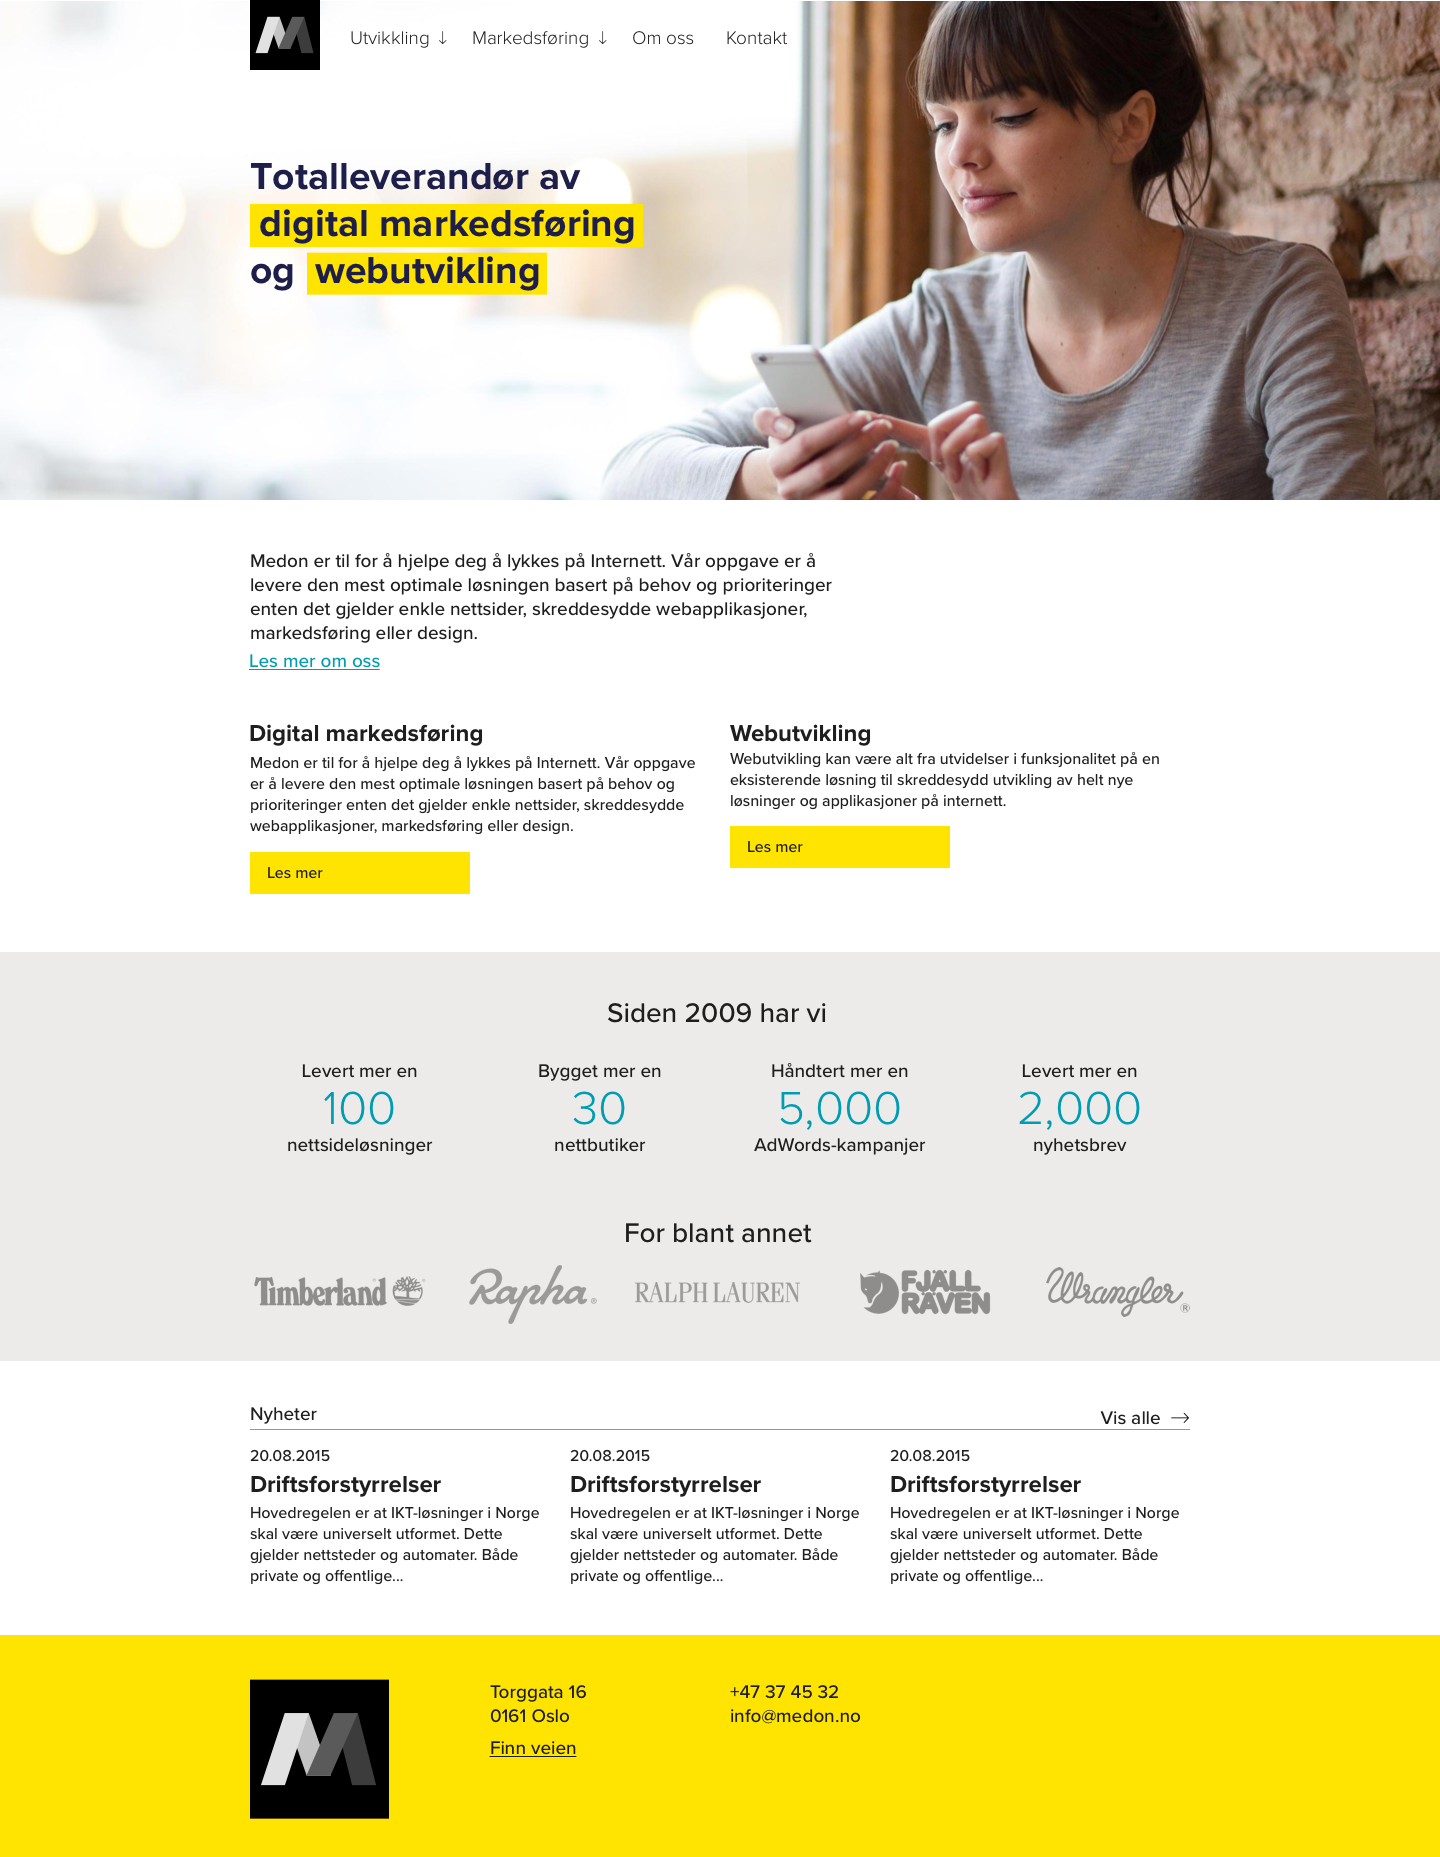 Utvikkling ↓ Markedsføring ↓ Om oss Kontakt
Totalleverandør av
digital markedsføring
og webutvikling
Medon er til for å hjelpe deg å lykkes på Internett. Vår oppgave er å
levere den mest optimale løsningen basert på behov og prioriteringer
enten det gjelder enkle nettsider, skreddesydde webapplikasjoner,
markedsføring eller design.
Les mer om oss
Digital markedsføring
Medon er til for å hjelpe deg å lykkes på Internett. Vår oppgave
er å levere den mest optimale løsningen basert på behov og
prioriteringer enten det gjelder enkle nettsider, skreddesydde
webapplikasjoner, markedsføring eller design.
Les mer
Webutvikling
Webutvikling kan være alt fra utvidelser i funksjonalitet på en
eksisterende løsning til skreddesydd utvikling av helt nye
løsninger og applikasjoner på internett.
Les mer
Siden 2009 har vi
Levert mer en
100
nettsideløsninger
Bygget mer en
30
nettbutiker
Håndtert mer en
5,000
AdWords-kampanjer
Levert mer en
2,000
nyhetsbrev
For blant annet
Timberland
Rapha®
RALPH LAUREN
FJÄLL
RÄVEN
Wrangler®
Nyheter
Vis alle →
20.08.2015
Driftsforstyrrelser
Hovedregelen er at IKT-løsninger i Norge
skal være universelt utformet. Dette
gjelder nettsteder og automater. Både
private og offentlige...
20.08.2015
Driftsforstyrrelser
Hovedregelen er at IKT-løsninger i Norge
skal være universelt utformet. Dette
gjelder nettsteder og automater. Både
private og offentlige...
20.08.2015
Driftsforstyrrelser
Hovedregelen er at IKT-løsninger i Norge
skal være universelt utformet. Dette
gjelder nettsteder og automater. Både
private og offentlige...
Torggata 16
0161 Oslo
Finn veien
+47 37 45 32
info@medon.no